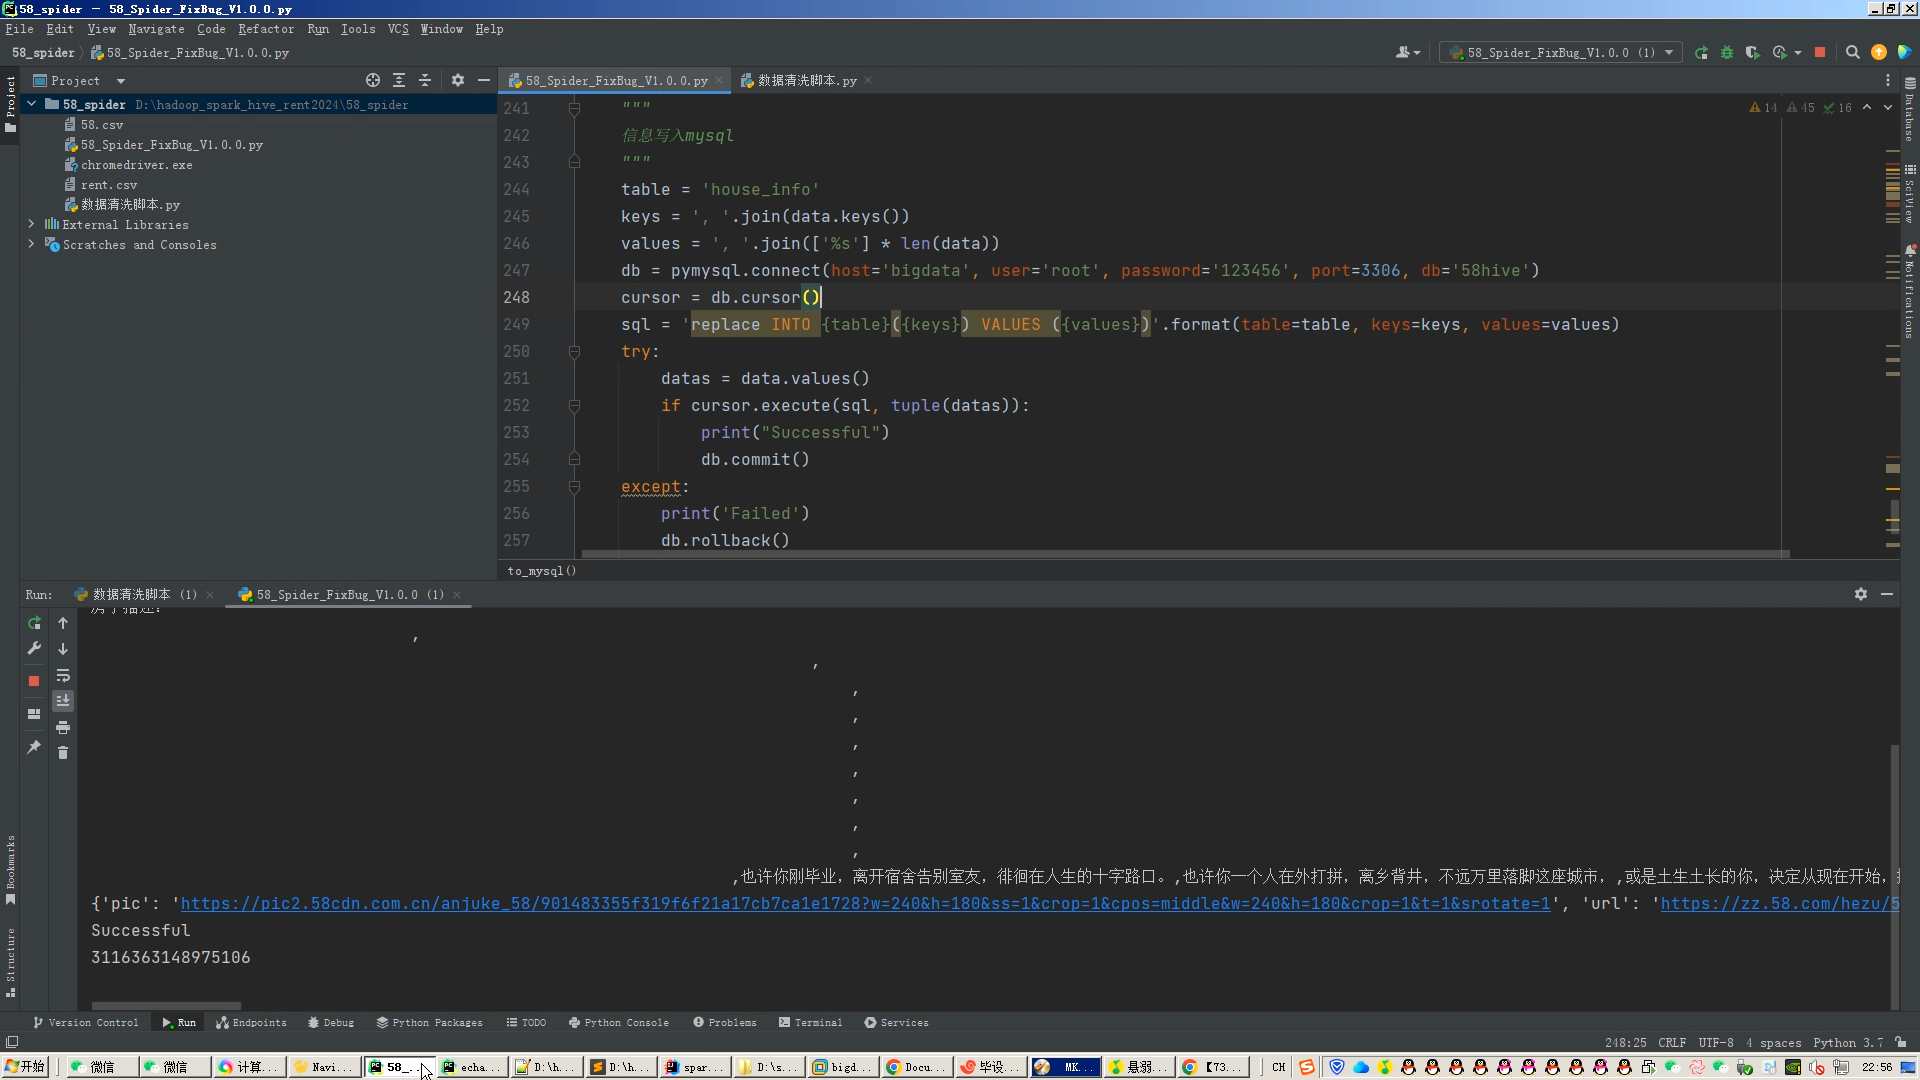 58_spider – 58_Spider_FixBug_V1.0.0.py
File Edit View Navigate Code Refactor Run Tools VCS Window Help
58_spider 58_Spider_FixBug_V1.0.0.py
58_Spider_FixBug_V1.0.0 (1)
Project
58_Spider_FixBug_V1.0.0.py
数据清洗脚本.py
58_spider D:\hadoop_spark_hive_rent2024\58_spider
58.csv
58_Spider_FixBug_V1.0.0.py
chromedriver.exe
rent.csv
数据清洗脚本.py
External Libraries
Scratches and Consoles
14 45 16
241 """
242 信息写入mysql
243 """
244 table = 'house_info'
245 keys = ', '.join(data.keys())
246 values = ', '.join(['%s'] * len(data))
247 db = pymysql.connect(host='bigdata', user='root', password='123456', port=3306, db='58hive')
248 cursor = db.cursor()
249 sql = 'replace INTO {table}({keys}) VALUES ({values})'.format(table=table, keys=keys, values=values)
250 try:
251 datas = data.values()
252 if cursor.execute(sql, tuple(datas)):
253 print("Successful")
254 db.commit()
255 except:
256 print('Failed')
257 db.rollback()
to_mysql()
Project
Bookmarks
Structure
Database
SciView
Notifications
Run: 数据清洗脚本 (1) 58_Spider_FixBug_V1.0.0 (1)
,
,
,
,
,
,
,
,
,
,也许你刚毕业，离开宿舍告别室友，徘徊在人生的十字路口。,也许你一个人在外打拼，离乡背井，不远万里落脚这座城市，,或是土生土长的你，决定从现在开始，
{'pic': 'https://pic2.58cdn.com.cn/anjuke_58/901483355f319f6f21a17cb7ca1e1728?w=240&h=180&ss=1&crop=1&cpos=middle&w=240&h=180&crop=1&t=1&srotate=1', 'url': 'https://zz.58.com/hezu/5
Successful
3116363148975106
Version Control Run Endpoints Debug Python Packages TODO Python Console Problems Terminal Services
248:25 CRLF UTF-8 4 spaces Python 3.7
开始 微信 微信 计算... Navi... 58_... echa... D:\h... D:\h... spar... D:\s... bigd... Docu... 毕设... MK... 悬弱... 【73... CH 22:56